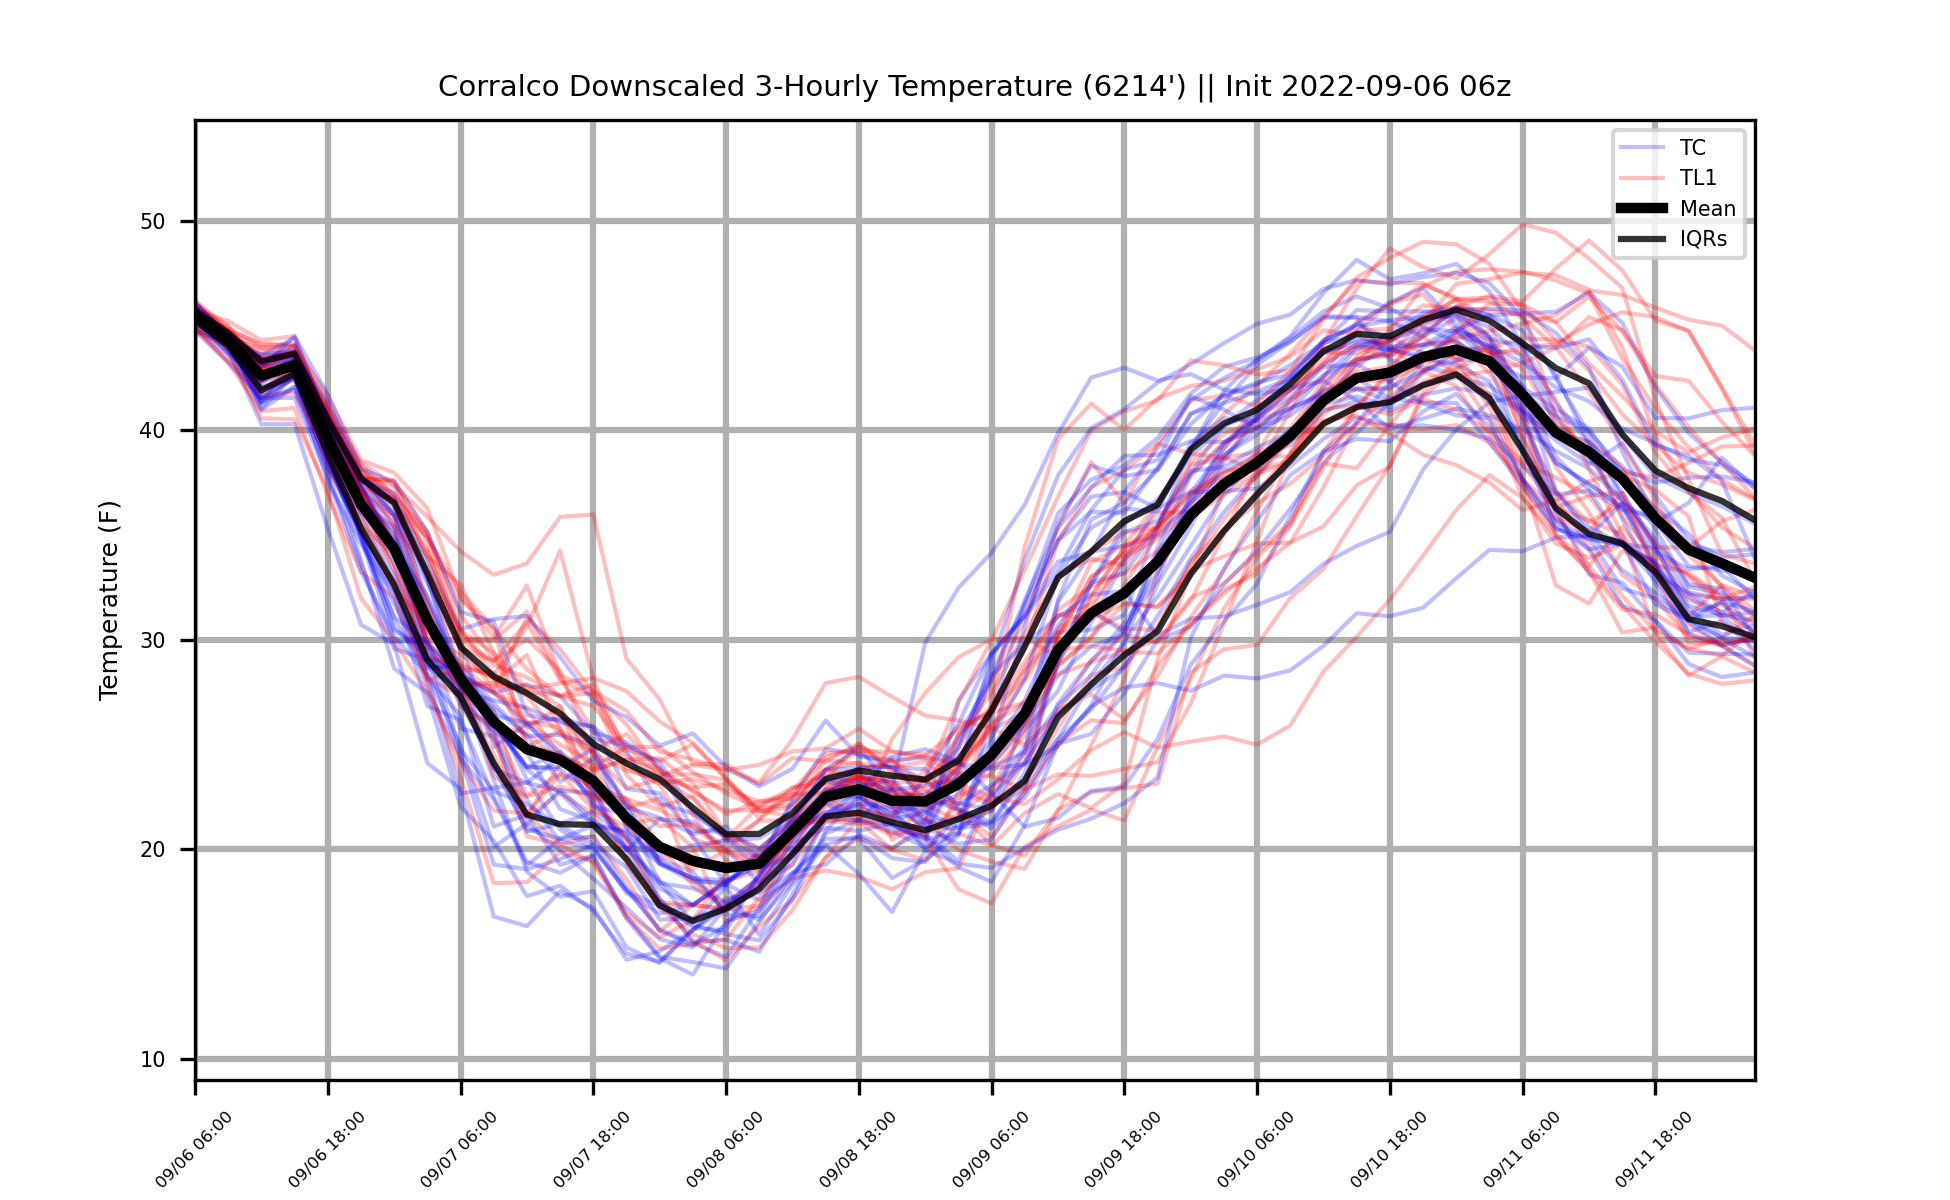 Corralco Downscaled 3-Hourly Temperature (6214') || Init 2022-09-06 06z
TC
TL1
Mean
IQRs
Temperature (F)
50
40
30
20
10
09/06 06:00
09/06 18:00
09/07 06:00
09/07 18:00
09/08 06:00
09/08 18:00
09/09 06:00
09/09 18:00
09/10 06:00
09/10 18:00
09/11 06:00
09/11 18:00